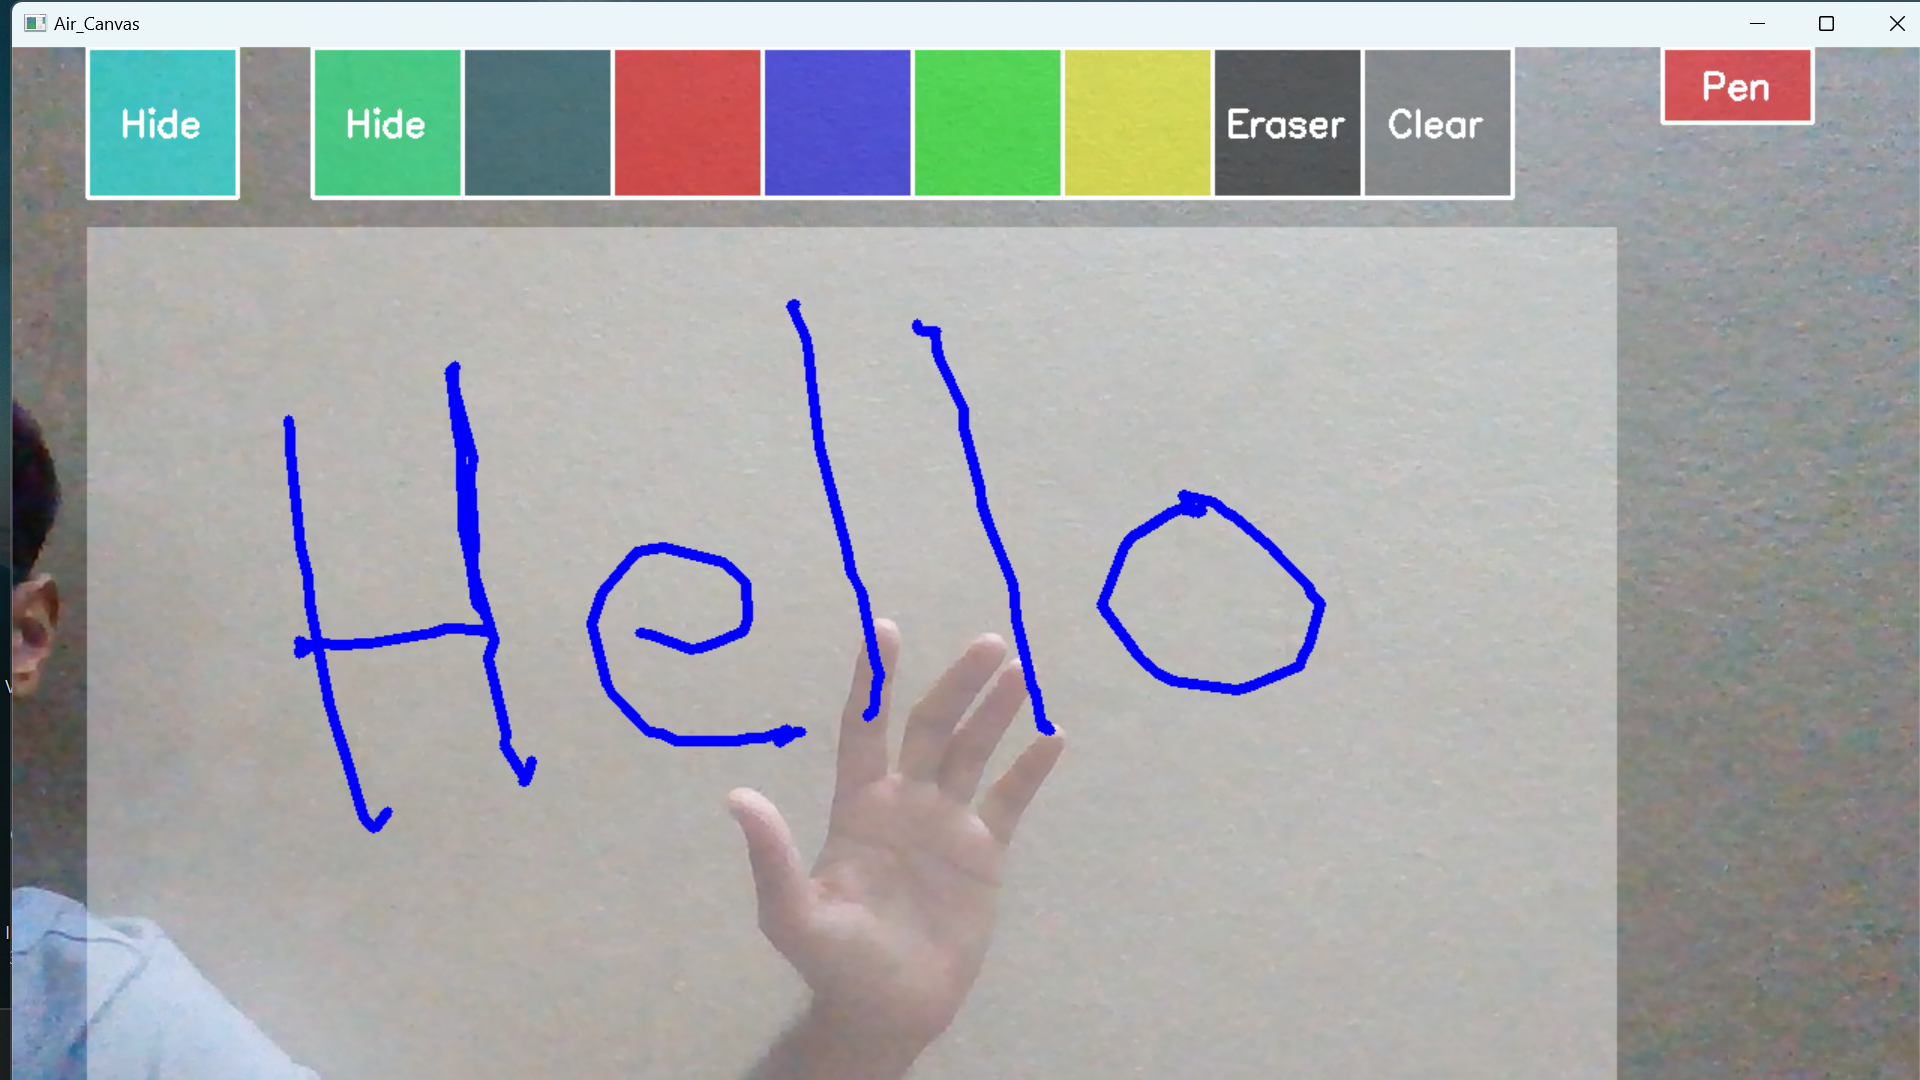 Air_Canvas
Hide Hide Eraser Clear Pen
Hello